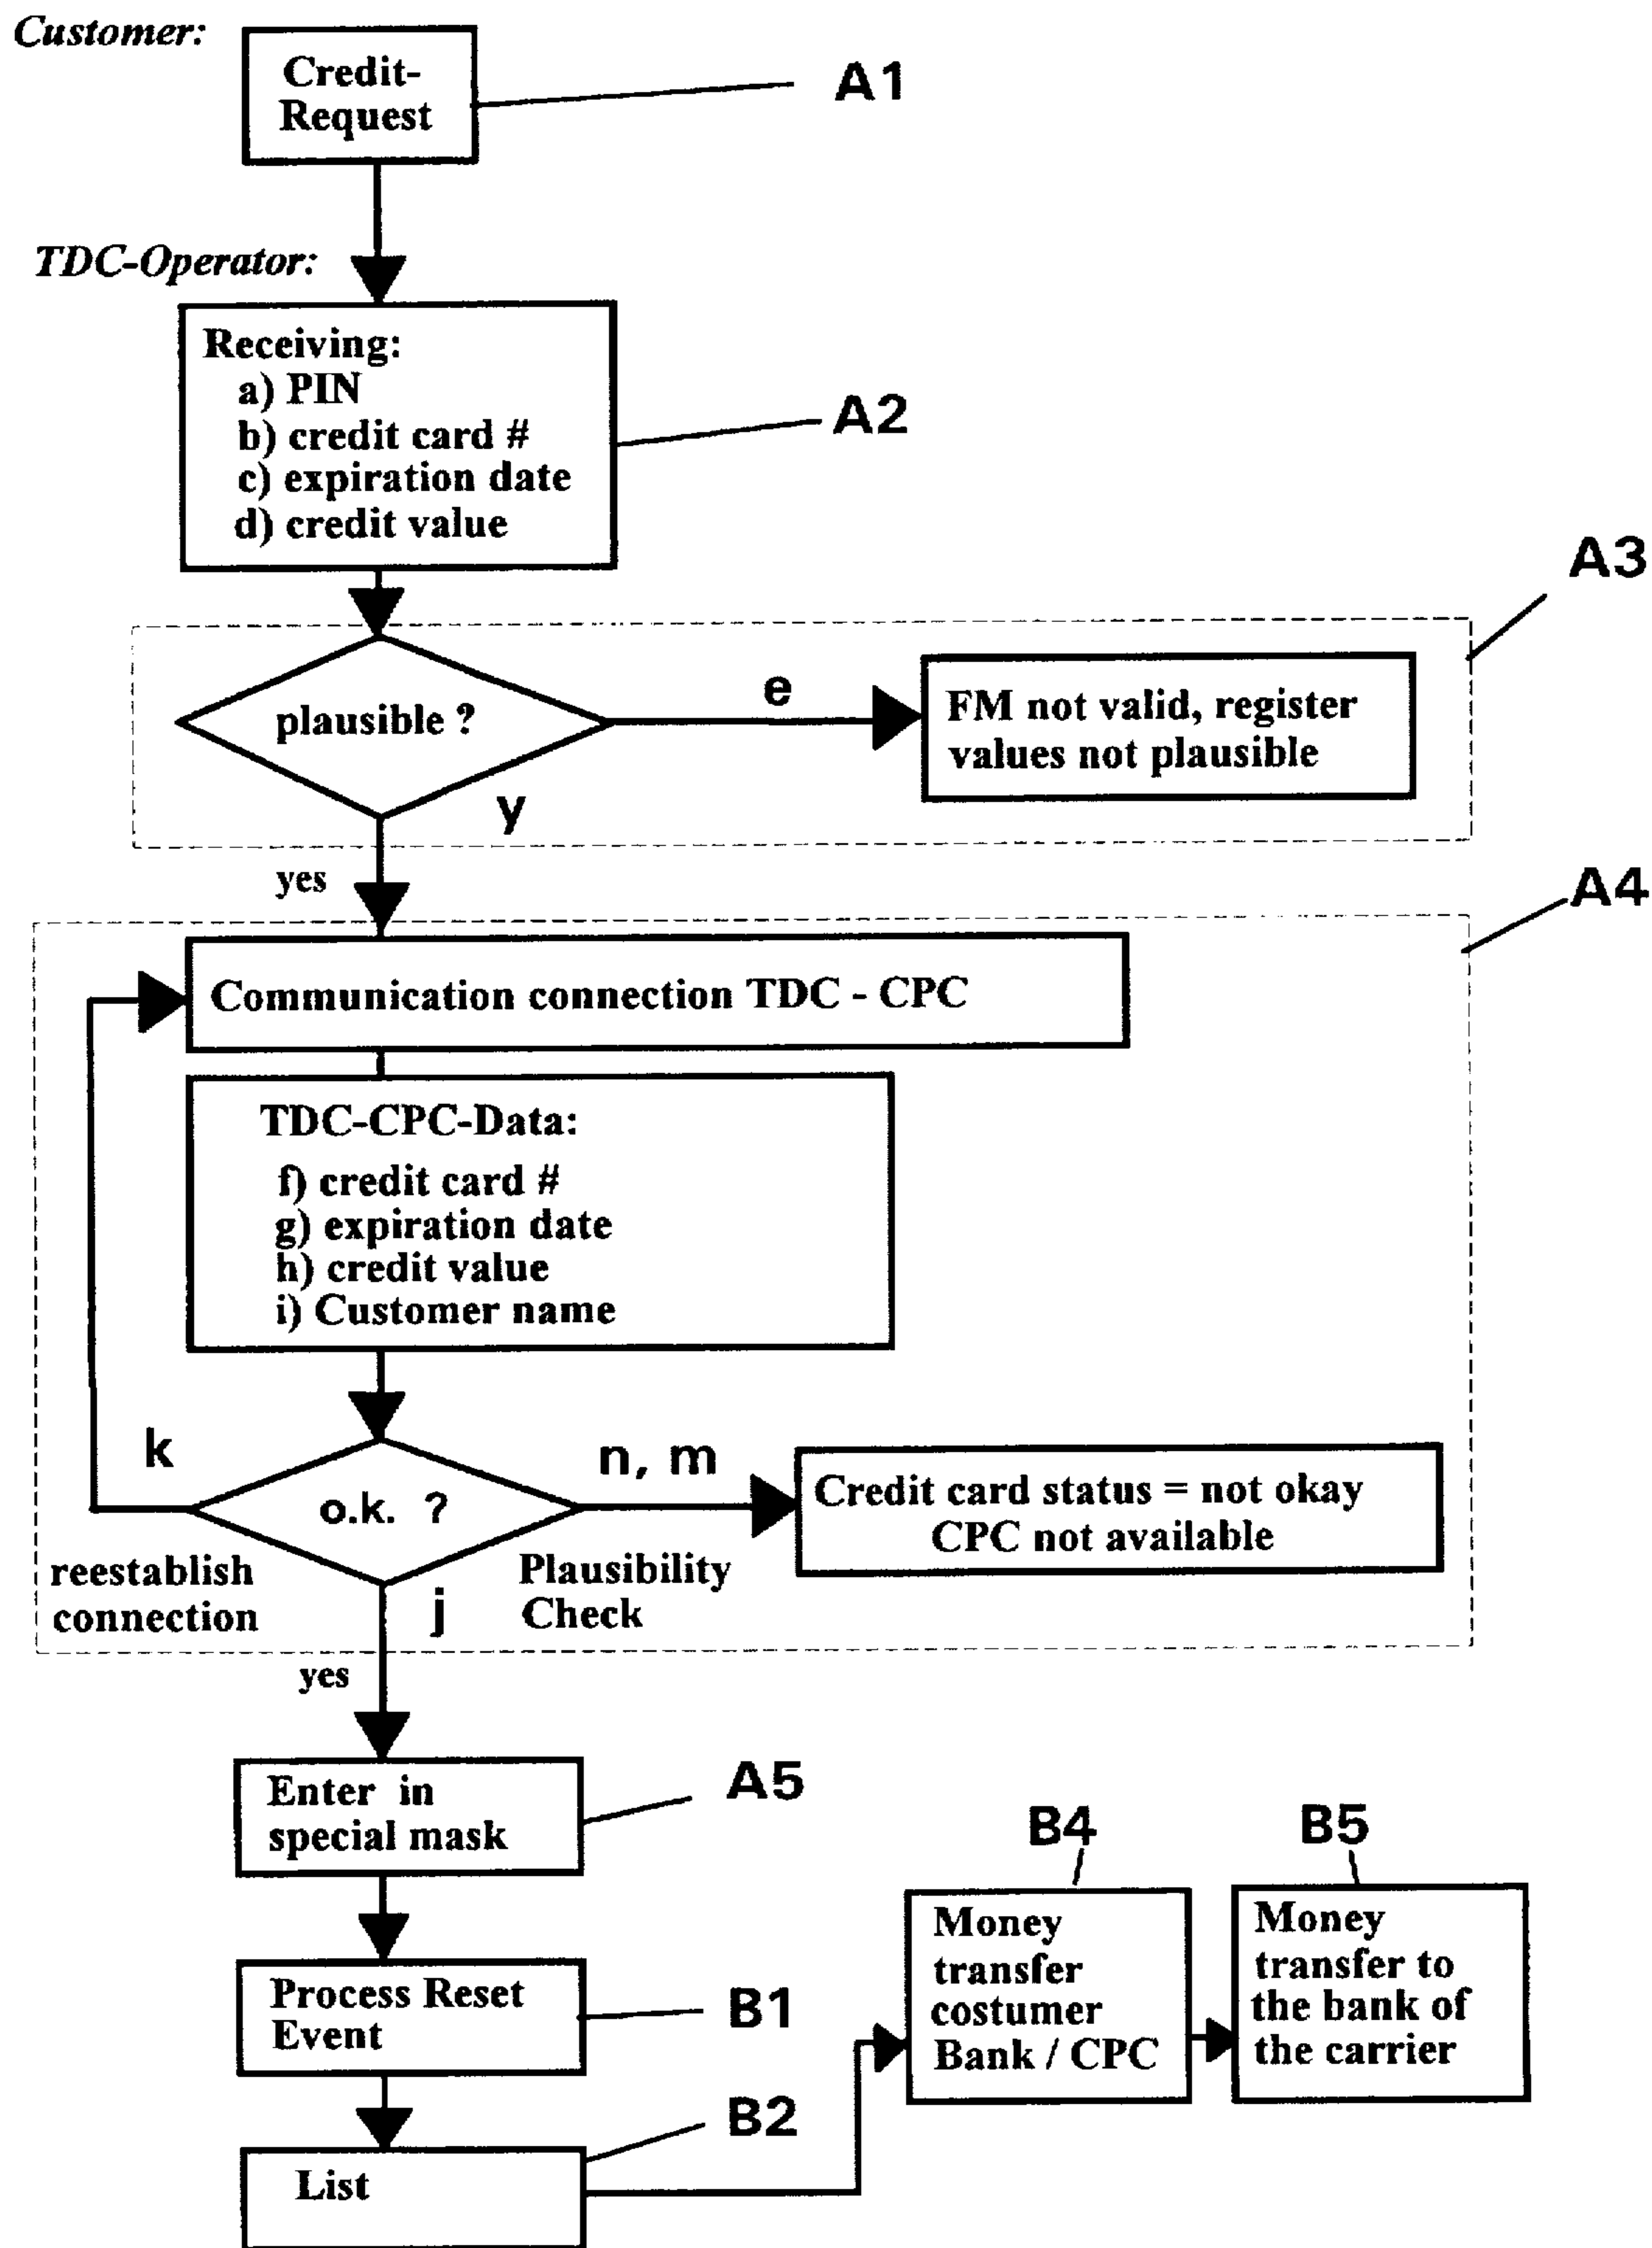 Customer:
Credit-
Request
A1
TDC-Operator:
Receiving:
a) PIN
b) credit card #
c) expiration date
d) credit value
A2
A3
plausible ?
e
FM not valid, register
values not plausible
y
yes
A4
Communication connection TDC - CPC
TDC-CPC-Data:
f) credit card #
g) expiration date
h) credit value
i) Customer name
k
o.k. ?
n, m
Credit card status = not okay
CPC not available
reestablish
connection
j
Plausibility
Check
yes
Enter in
special mask
A5
Process Reset
Event
B1
List
B2
B4
Money
transfer
costumer
Bank / CPC
B5
Money
transfer to
the bank of
the carrier